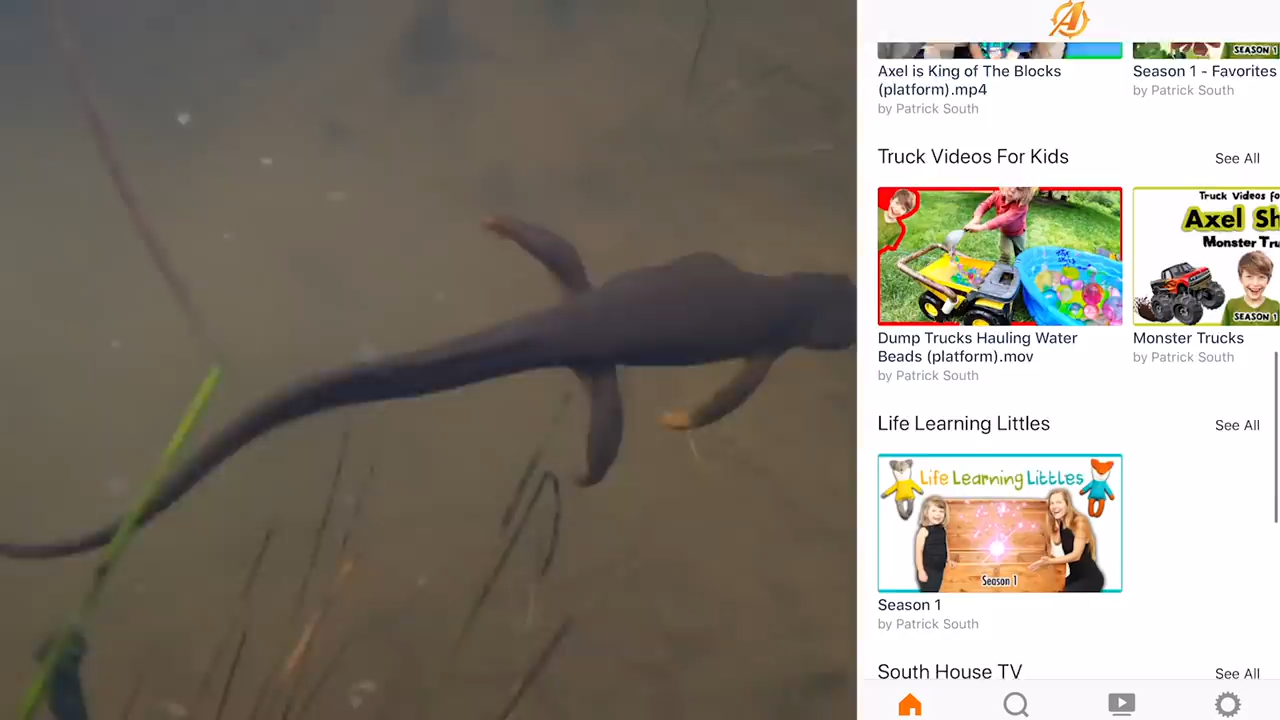 SEASON 1
Axel is King of The Blocks
(platform).mp4
by Patrick South
Season 1 - Favorites
by Patrick South
Truck Videos For Kids
See All
Truck Videos fo
Axel Sh
Monster Tru
SEASON 1
Dump Trucks Hauling Water
Beads (platform).mov
by Patrick South
Monster Trucks
by Patrick South
Life Learning Littles
See All
Life Learning Littles
Season 1
Season 1
by Patrick South
South House TV
See All